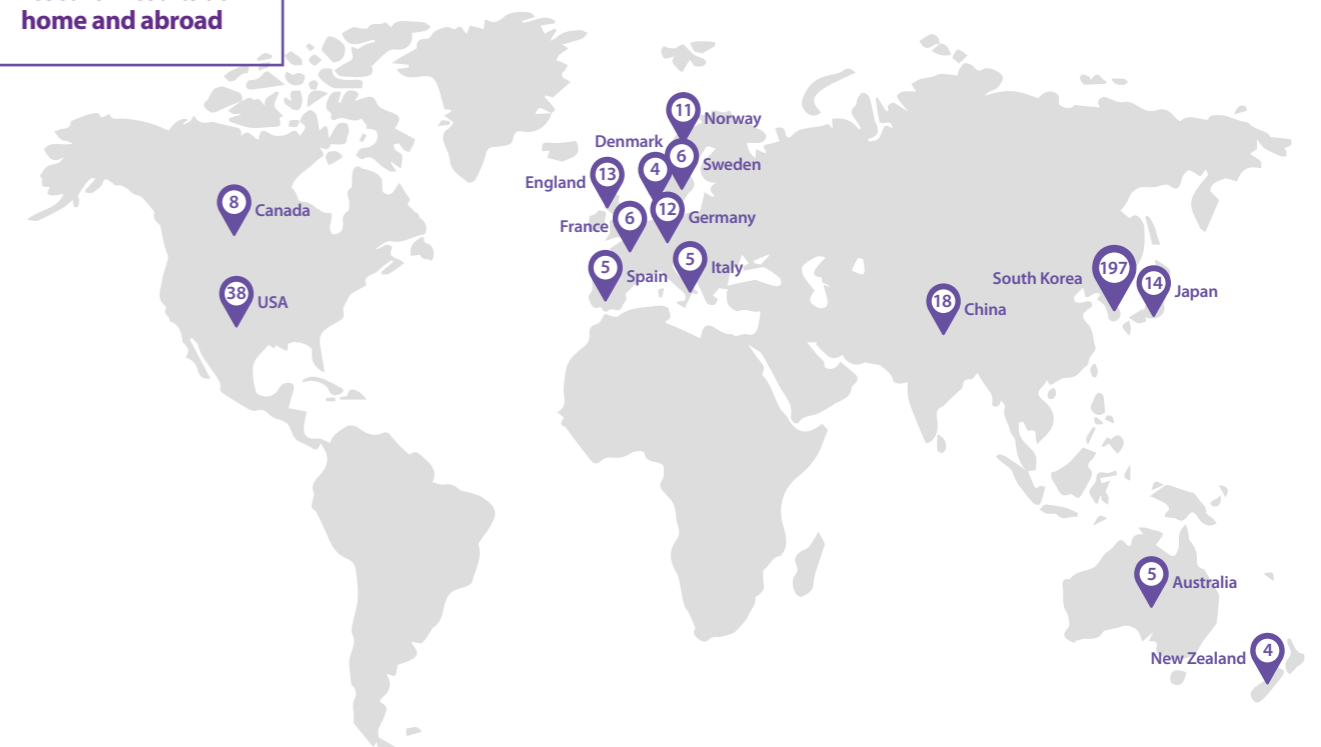 home and abroad
11
Norway
Denmark
6
Sweden
4
England
13
8
Canada
France
6
12
Germany
5
Spain
5
Italy
38
USA
South Korea
197
14
Japan
18
China
5
Australia
New Zealand
4